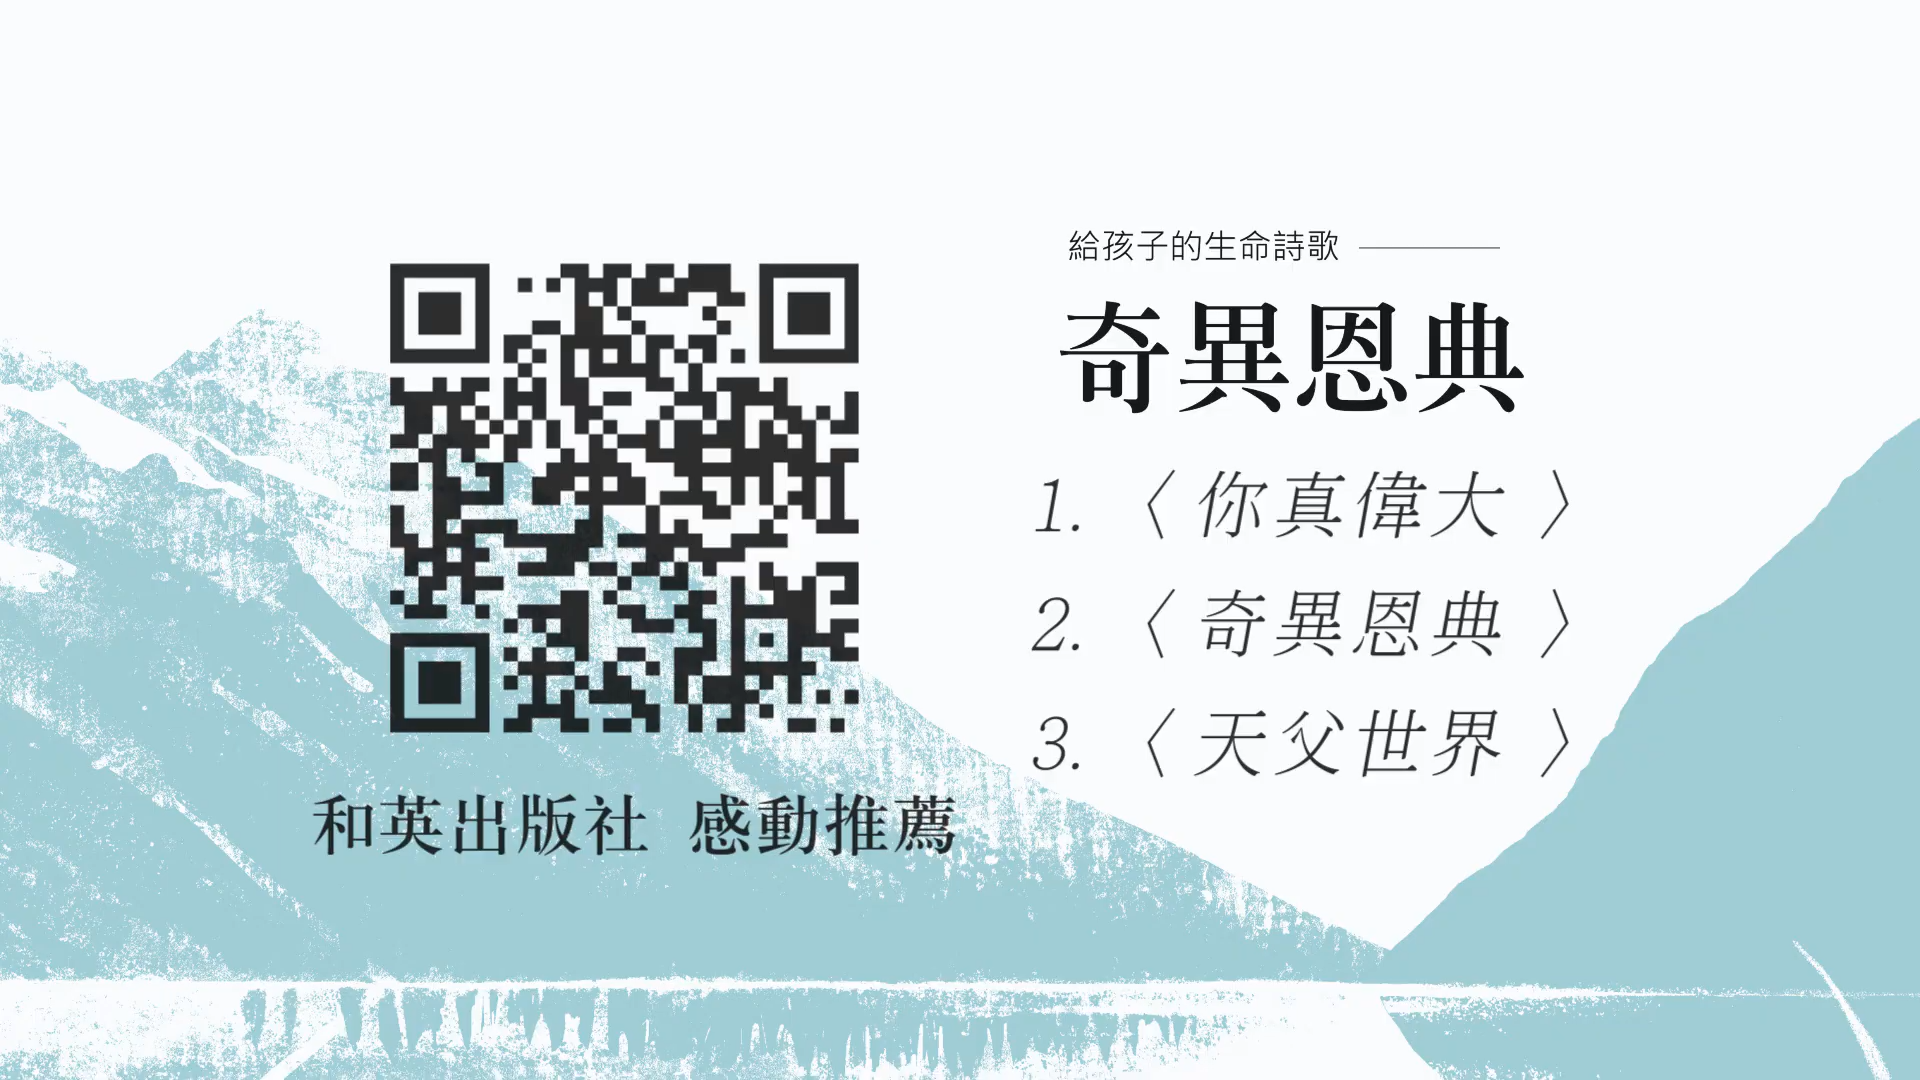 給孩子的生命詩歌
奇異恩典
1.〈 你真偉大 〉
2.〈 奇異恩典 〉
3.〈 天父世界 〉
和英出版社 感動推薦